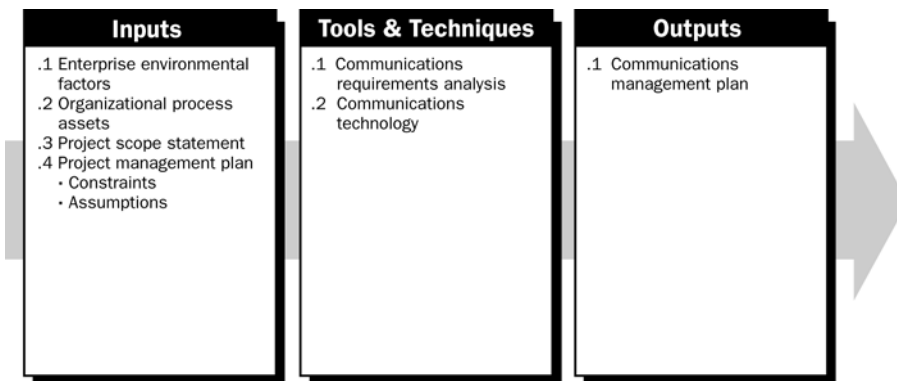 Inputs
.1 Enterprise environmental
factors
.2 Organizational process
assets
.3 Project scope statement
.4 Project management plan
• Constraints
• Assumptions
Tools & Techniques
.1 Communications
requirements analysis
.2 Communications
technology
Outputs
.1 Communications
management plan